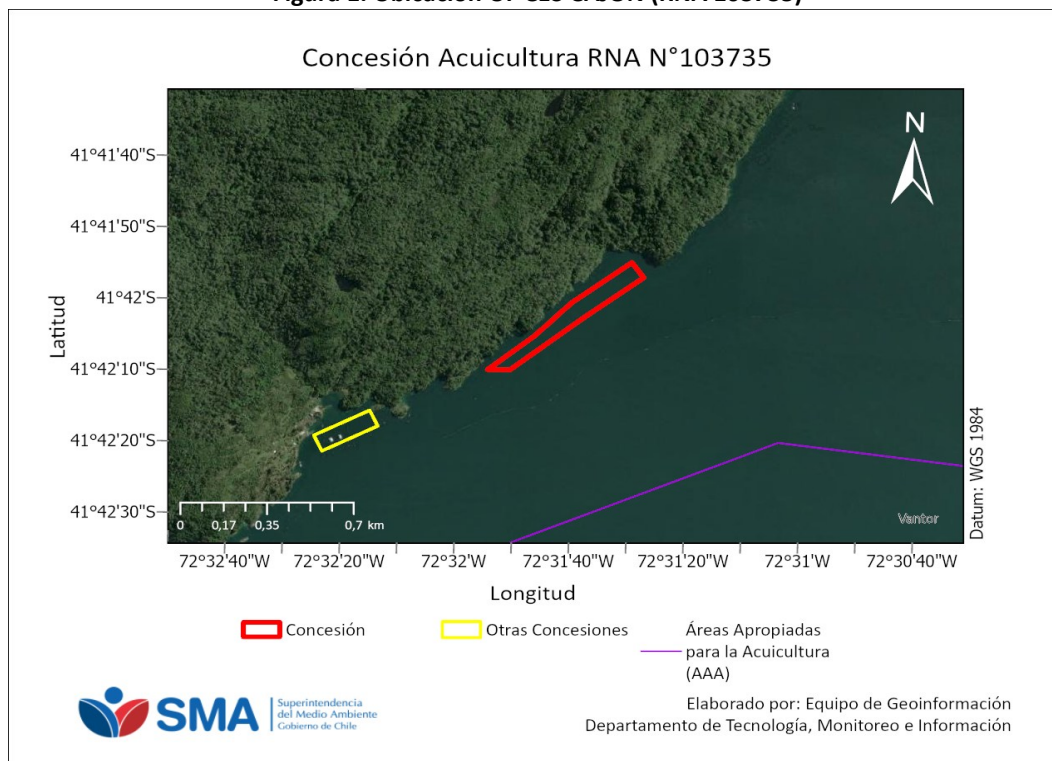 Concesión Acuicultura RNA N°103735
N
41°41'40"S
41°41'50"S
41°42'S
41°42'10"S
41°42'20"S
41°42'30"S
Latitud
0 0,17 0,35 0,7 km
Vantor
Datum: WGS 1984
72°32'40"W 72°32'20"W 72°32'W 72°31'40"W 72°31'20"W 72°31'W 72°30'40"W
Longitud
Concesión
Otras Concesiones
Áreas Apropiadas
para la Acuicultura
(AAA)
SMA
Superintendencia
del Medio Ambiente
Gobierno de Chile
Elaborado por: Equipo de Geoinformación
Departamento de Tecnología, Monitoreo e Información